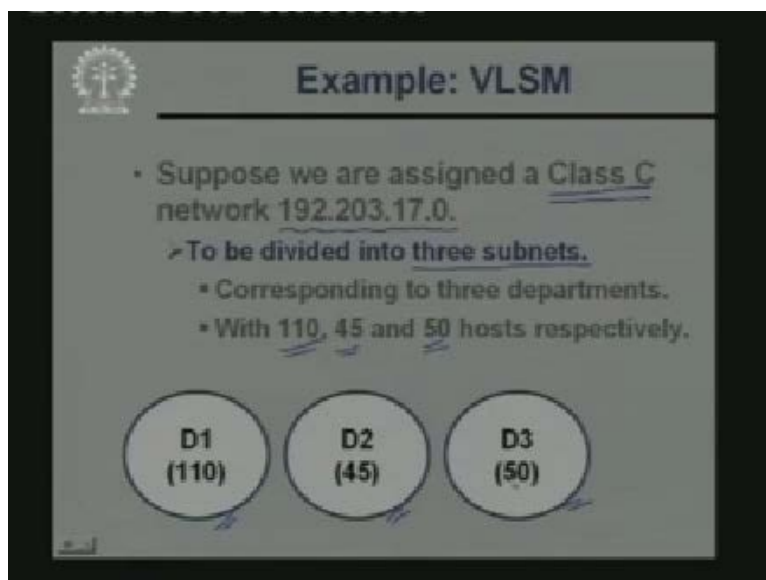 Example: VLSM
• Suppose we are assigned a Class C
network 192.203.17.0.
➢To be divided into three subnets.
▪ Corresponding to three departments.
▪ With 110, 45 and 50 hosts respectively.
D1
(110)
D2
(45)
D3
(50)